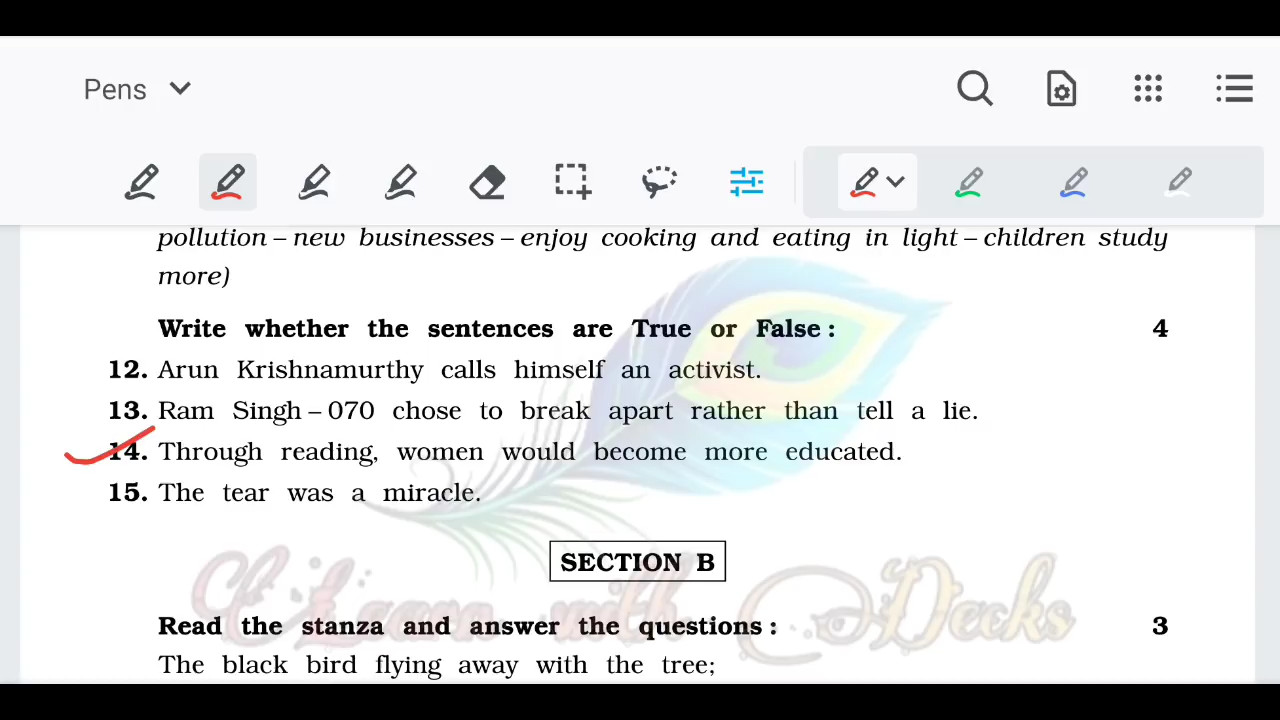 Pens
pollution – new businesses – enjoy cooking and eating in light – children study
more)
Write whether the sentences are True or False : 4
12. Arun Krishnamurthy calls himself an activist.
13. Ram Singh – 070 chose to break apart rather than tell a lie.
14. Through reading, women would become more educated.
15. The tear was a miracle.
SECTION B
Learn with Decks
Read the stanza and answer the questions : 3
The black bird flying away with the tree;